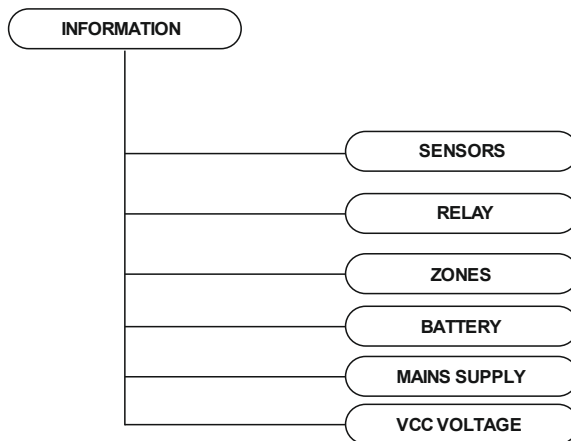 INFORMATION
SENSORS
RELAY
ZONES
BATTERY
MAINS SUPPLY
VCC VOLTAGE